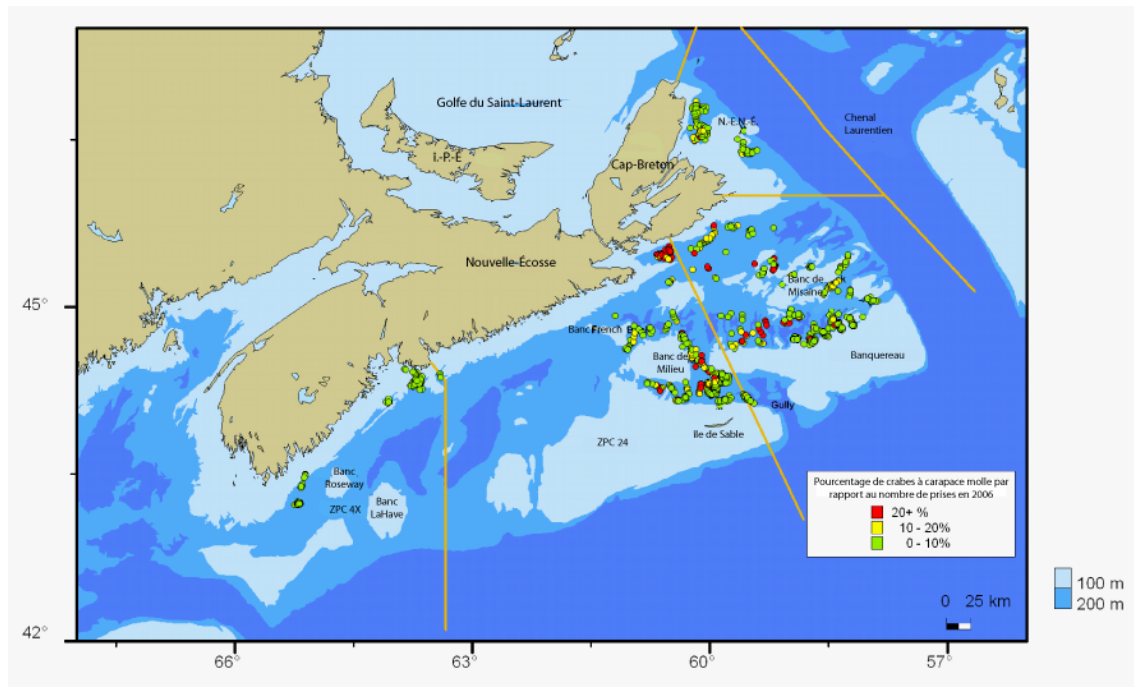 Golfe du Saint-Laurent
N.-E.N.-É.
Chenal
Laurentien
Î.-P.-É
Cap-Breton
Nouvelle-Écosse
45°
Banc de
Misaine
Banc French
Banc de
Milieu
Banquereau
Gully
île de Sable
ZPC 24
Banc
Roseway
ZPC 4X
Banc
LaHave
Pourcentage de crabes à carapace molle par
rapport au nombre de prises en 2006
20+ %
10 - 20%
0 - 10%
0 25 km
100 m
200 m
42°
66°
63°
60°
57°